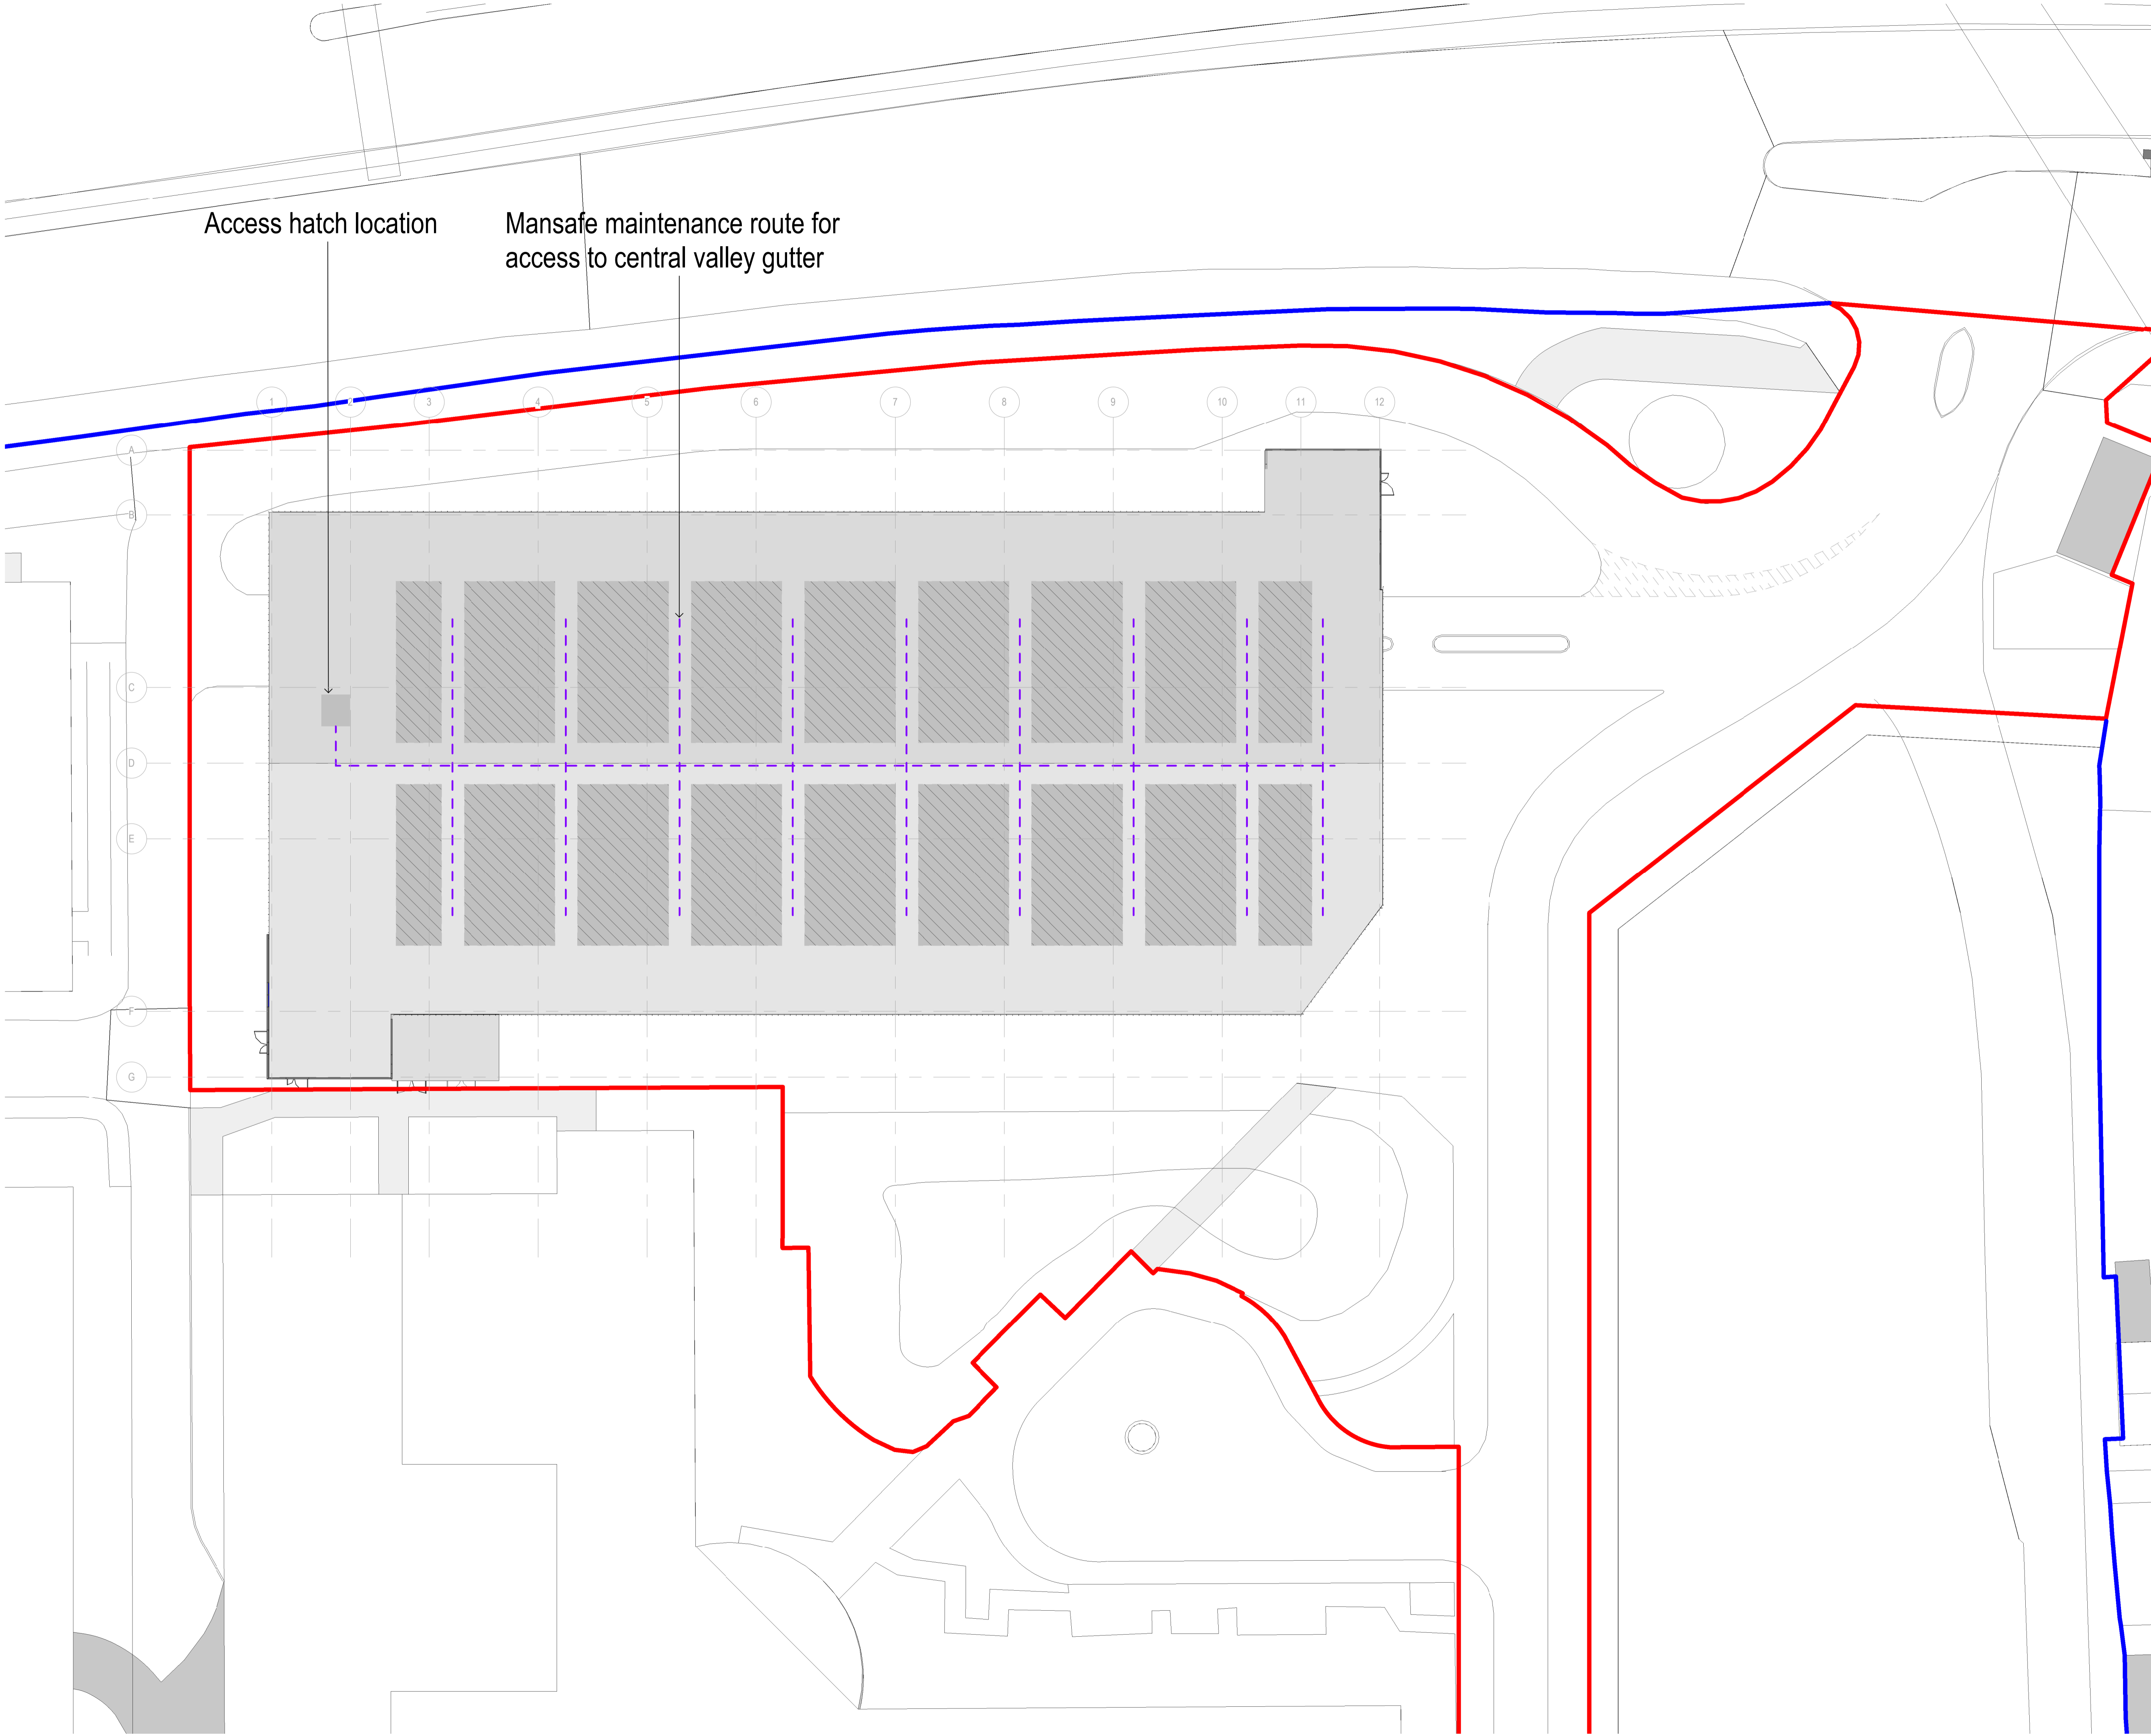 Access hatch location
Mansafe maintenance route for
access to central valley gutter
1 2 3 4 5 6 7 8 9 10 11 12
A
B
C
D
E
F
G